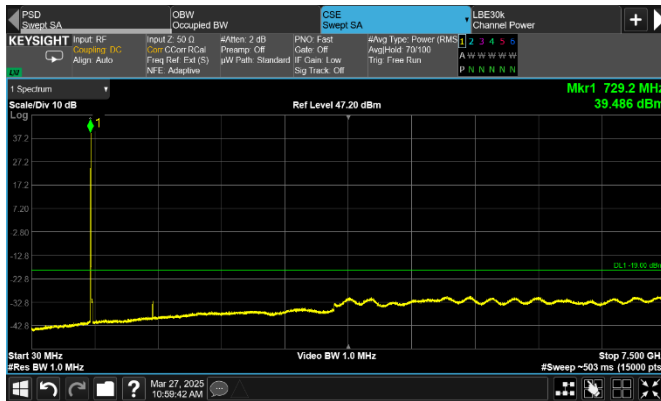 PSD
Swept SA
OBW
Occupied BW
CSE
Swept SA
LBE30k
Channel Power
KEYSIGHT
Input: RF
Coupling: DC
Align: Auto
Input Z: 50 Ω
Corr CCorr RCal
Freq Ref: Ext (S)
NFE: Adaptive
#Atten: 2 dB
Preamp: Off
µW Path: Standard
PNO: Fast
Gate: Off
IF Gain: Low
Sig Track: Off
#Avg Type: Power (RMS
Avg|Hold: 70/100
Trig: Free Run
1 2 3 4 5 6
A W W W W W
P N N N N N
1 Spectrum
Scale/Div 10 dB
Ref Level 47.20 dBm
Mkr1 729.2 MHz
39.486 dBm
Log
1
37.2
27.2
17.2
7.20
-2.80
-12.8
DL1 -19.00 dBm
-22.8
-32.8
-42.8
Start 30 MHz
Video BW 1.0 MHz
Stop 7.500 GH
#Res BW 1.0 MHz
#Sweep ~503 ms (15000 pts
?
Mar 27, 2025
10:59:42 AM